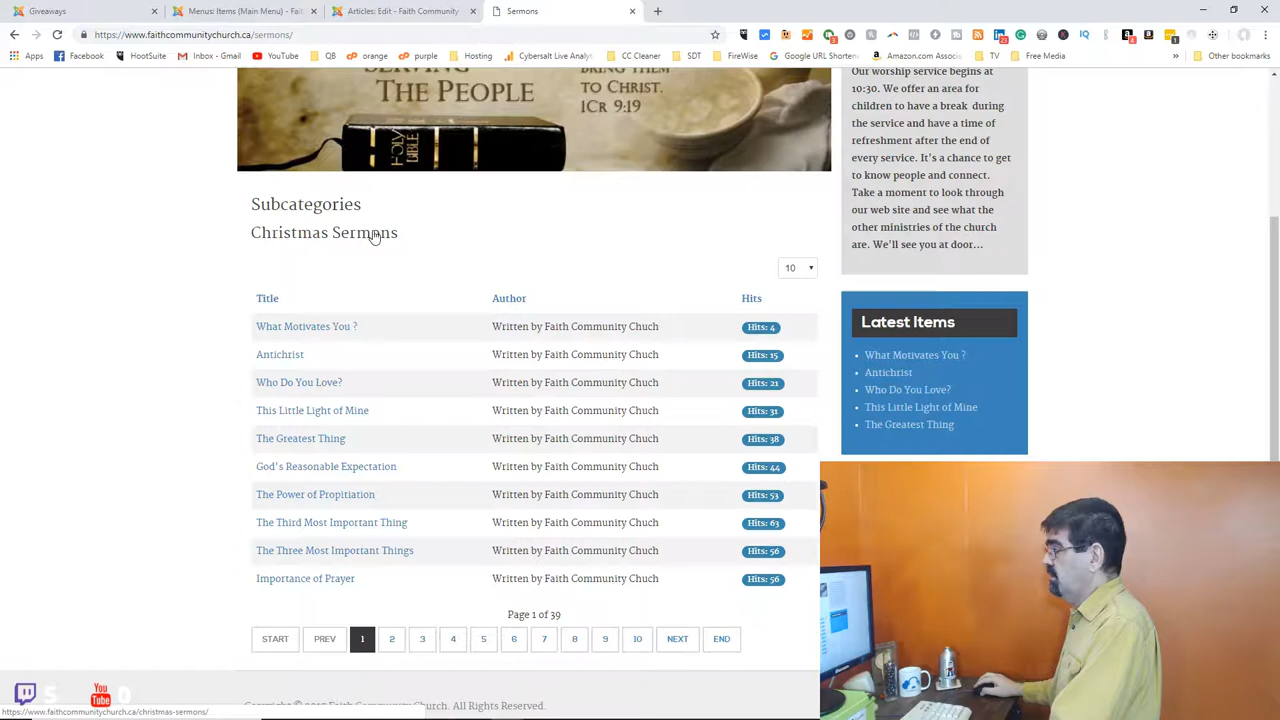 Giveaways
Menus: Items (Main Menu) - Fait
Articles: Edit - Faith Community
Sermons
https://www.faithcommunitychurch.ca/sermons/
Apps
Facebook
HootSuite
Inbox - Gmail
YouTube
QB
orange
purple
Hosting
Cybersalt Live Analy
CC Cleaner
SDT
FireWise
Google URL Shorten
Amazon.com Associ
TV
Free Media
Other bookmarks
SERVING
THE PEOPLE
BRING THEM
TO CHRIST.
1CR 9:19
HOLY
BIBLE
Our worship service begins at
10:30. We offer an area for
children to have a break during
the service and have a time of
refreshment after the end of
every service. It's a chance to get
to know people and connect.
Take a moment to look through
our web site and see what the
other ministries of the church
are. We'll see you at door...
Subcategories
Christmas Sermons
10
Title Author Hits
What Motivates You ? Written by Faith Community Chuch Hits: 4
Antichrist Written by Faith Community Chuch Hits: 15
Who Do You Love? Written by Faith Community Chuch Hits: 21
This Little Light of Mine Written by Faith Community Chuch Hits: 31
The Greatest Thing Written by Faith Community Chuch Hits: 38
God's Reasonable Expectation Written by Faith Community Chuch Hits: 44
The Power of Propitiation Written by Faith Community Chuch Hits: 53
The Third Most Important Thing Written by Faith Community Chuch Hits: 63
The Three Most Important Things Written by Faith Community Chuch Hits: 56
Importance of Prayer Written by Faith Community Chuch Hits: 56
Page 1 of 39
START PREV 1 2 3 4 5 6 7 8 9 10 NEXT END
Latest Items
What Motivates You ?
Antichrist
Who Do You Love?
This Little Light of Mine
The Greatest Thing
You
Tube
https://www.faithcommunitychurch.ca/christmas-sermons/
Faith Community Church. All Rights Reserved.